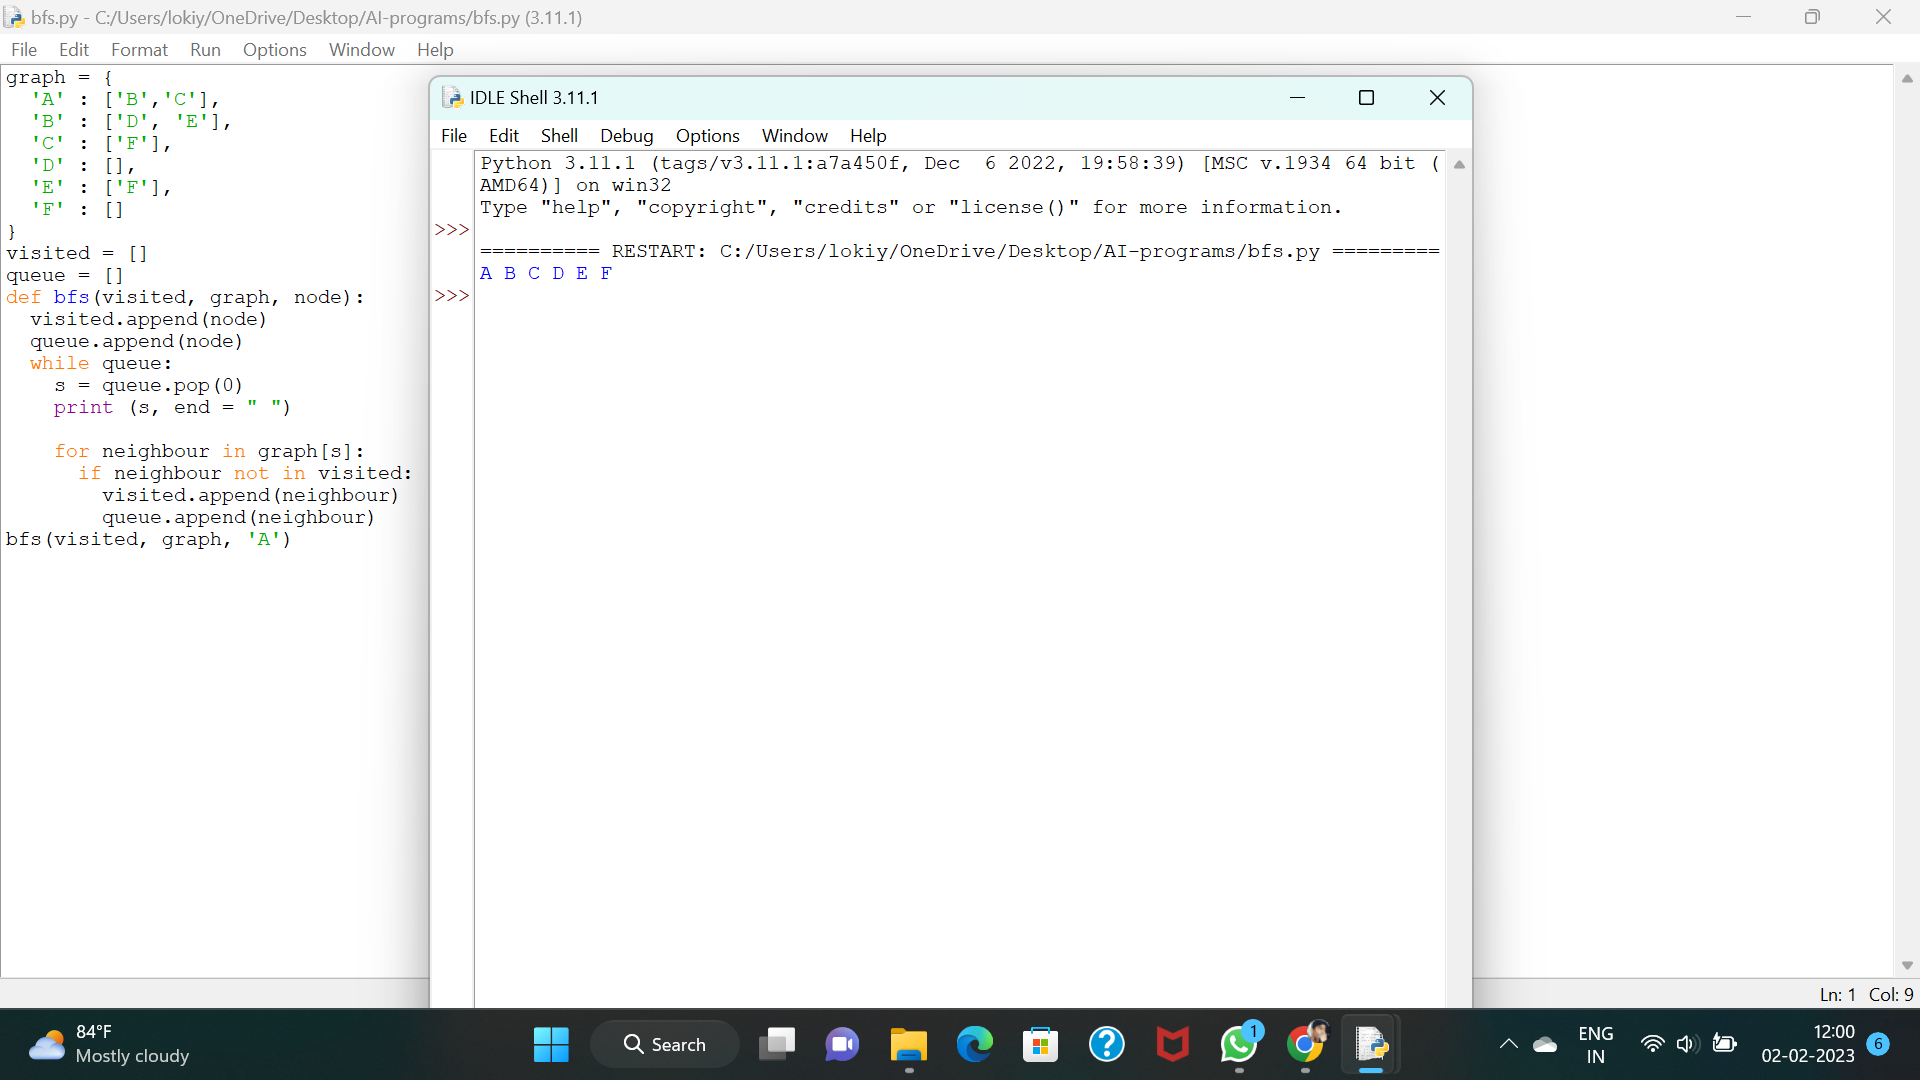 bfs.py - C:/Users/lokiy/OneDrive/Desktop/AI-programs/bfs.py (3.11.1)
File Edit Format Run Options Window Help
graph = {
  'A' : ['B','C'],
  'B' : ['D', 'E'],
  'C' : ['F'],
  'D' : [],
  'E' : ['F'],
  'F' : []
}
visited = []
queue = []
def bfs(visited, graph, node):
  visited.append(node)
  queue.append(node)
  while queue:
    s = queue.pop(0)
    print (s, end = " ")
    for neighbour in graph[s]:
      if neighbour not in visited:
        visited.append(neighbour)
        queue.append(neighbour)
bfs(visited, graph, 'A')
IDLE Shell 3.11.1
File Edit Shell Debug Options Window Help
Python 3.11.1 (tags/v3.11.1:a7a450f, Dec  6 2022, 19:58:39) [MSC v.1934 64 bit (
AMD64)] on win32
Type "help", "copyright", "credits" or "license()" for more information.
>>>
========== RESTART: C:/Users/lokiy/OneDrive/Desktop/AI-programs/bfs.py =========
A B C D E F
>>>
Ln: 1 Col: 9
84°F
Mostly cloudy
Search
1
ENG
IN
12:00
02-02-2023
6